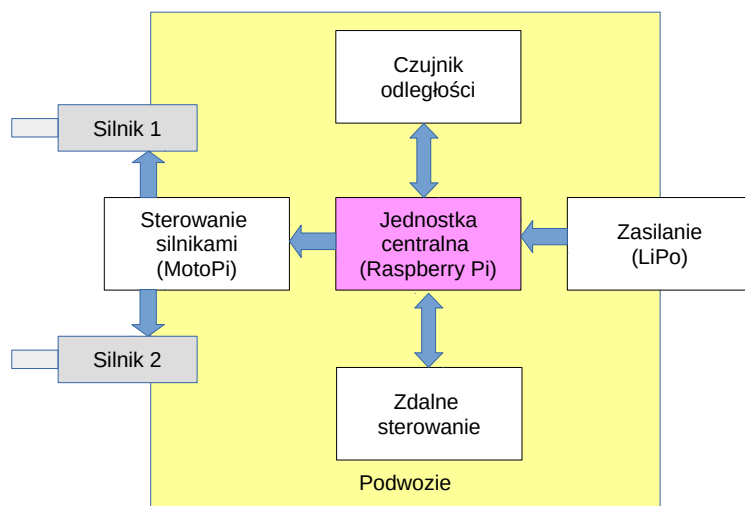 Czujnik
odległości
Silnik 1
Sterowanie
silnikami
(MotoPi)
Jednostka
centralna
(Raspberry Pi)
Zasilanie
(LiPo)
Silnik 2
Zdalne
sterowanie
Podwozie